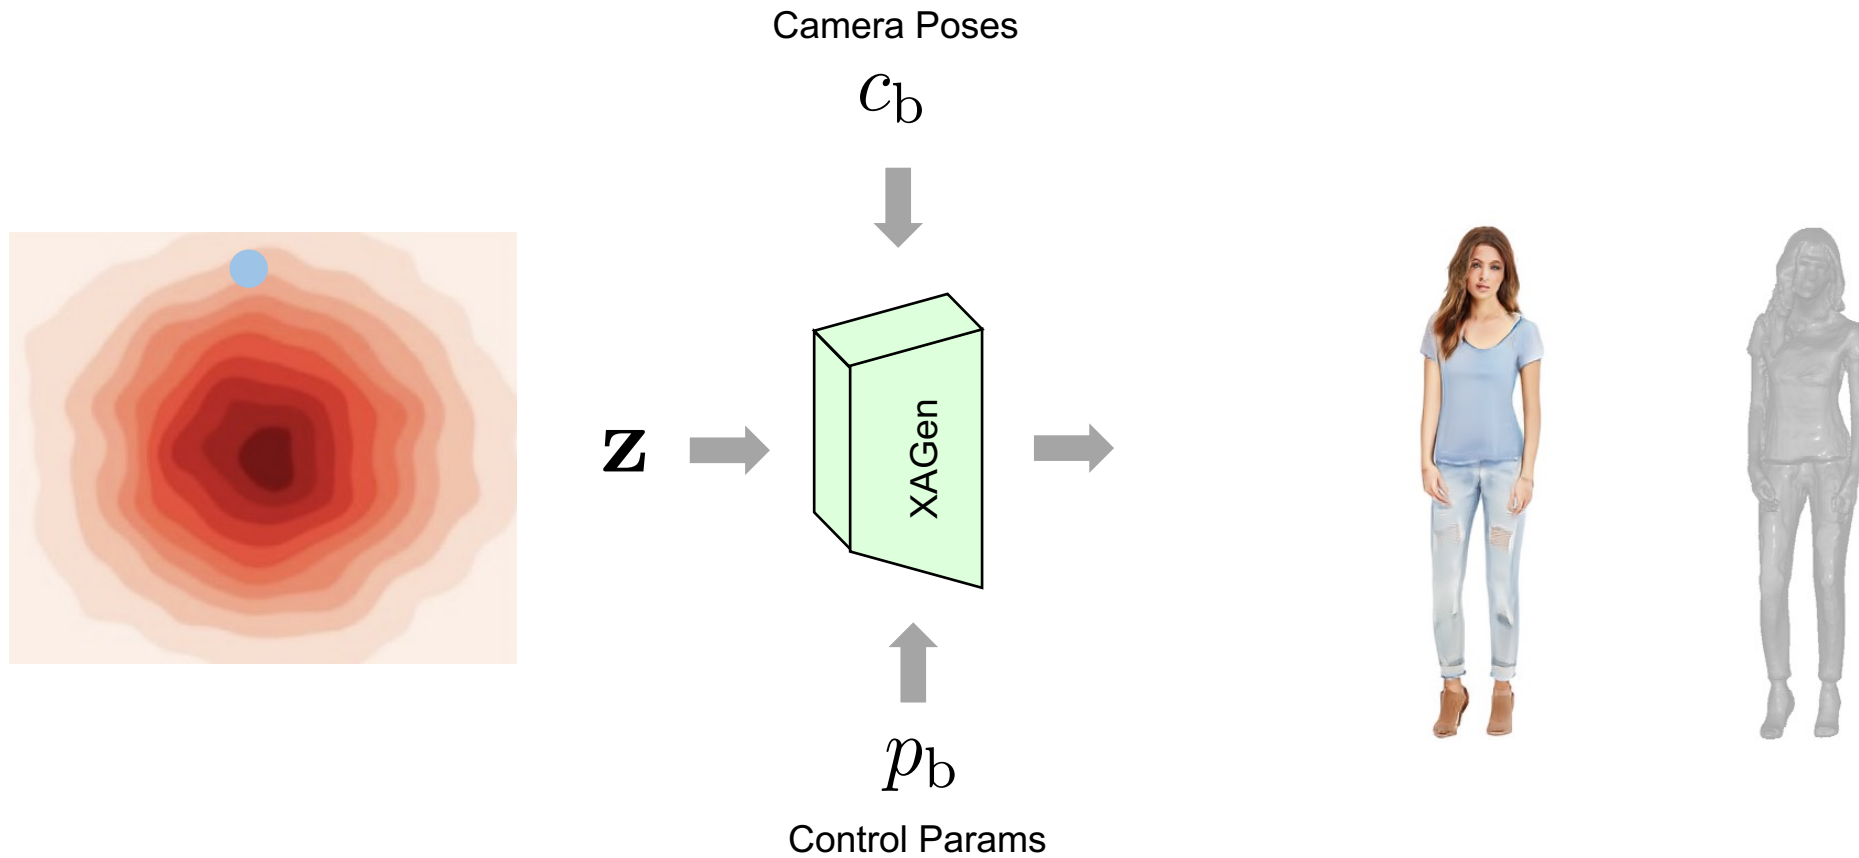 Camera Poses
c_b
z
XAGen
p_b
Control Params